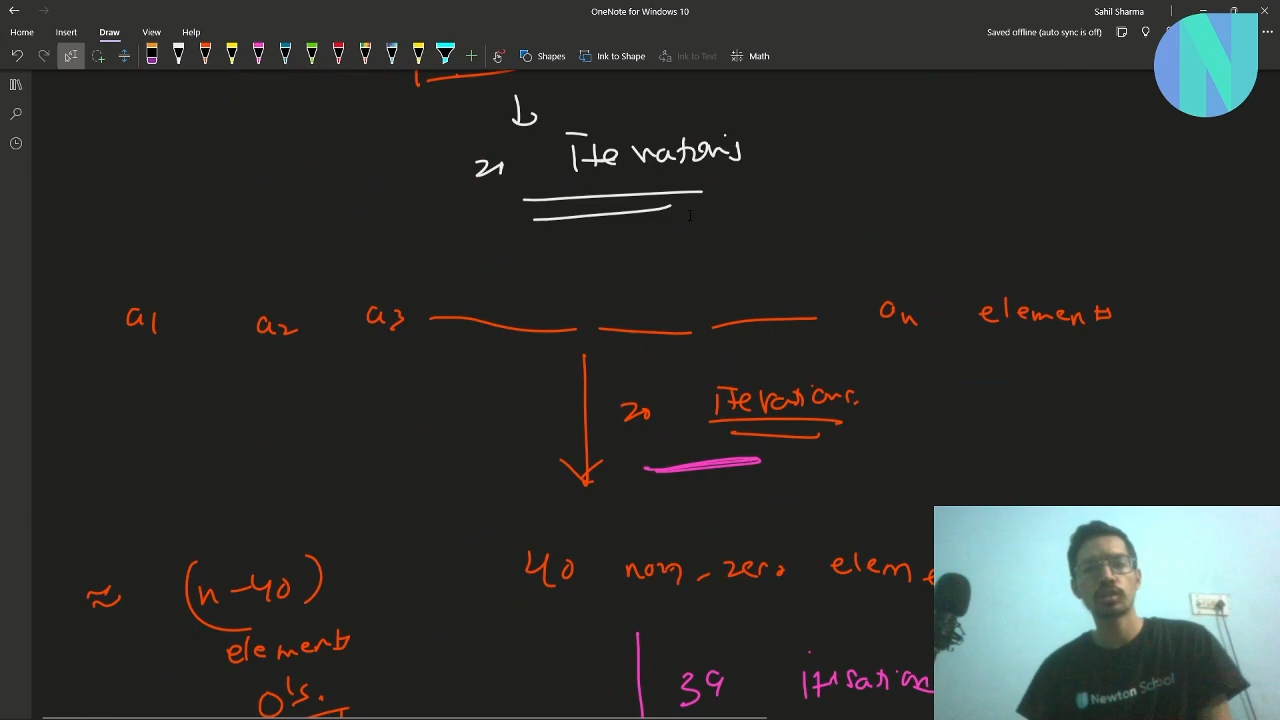 OneNote for Windows 10
Sahil Sharma
Home Insert Draw View Help
Saved offline (auto sync is off)
Shapes Ink to Shape Ink to Text Math
21 Iterations
a1 a2 a3 an elements
20 iterations.
≈ (n-40) 40 non-zero eleme
elements
0's. 39 iteration
Newton School